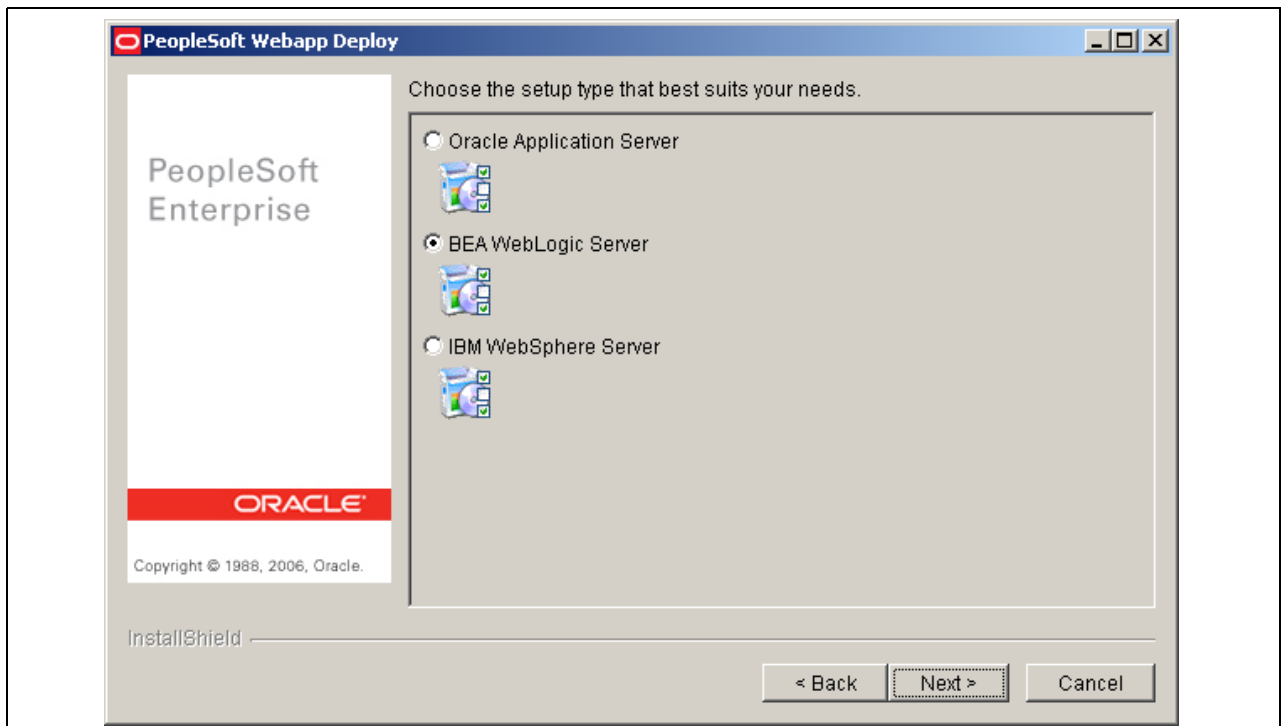 PeopleSoft Webapp Deploy
Choose the setup type that best suits your needs.
PeopleSoft
Enterprise
Oracle Application Server
BEA WebLogic Server
IBM WebSphere Server
ORACLE
Copyright © 1988, 2006, Oracle.
InstallShield
< Back Next > Cancel